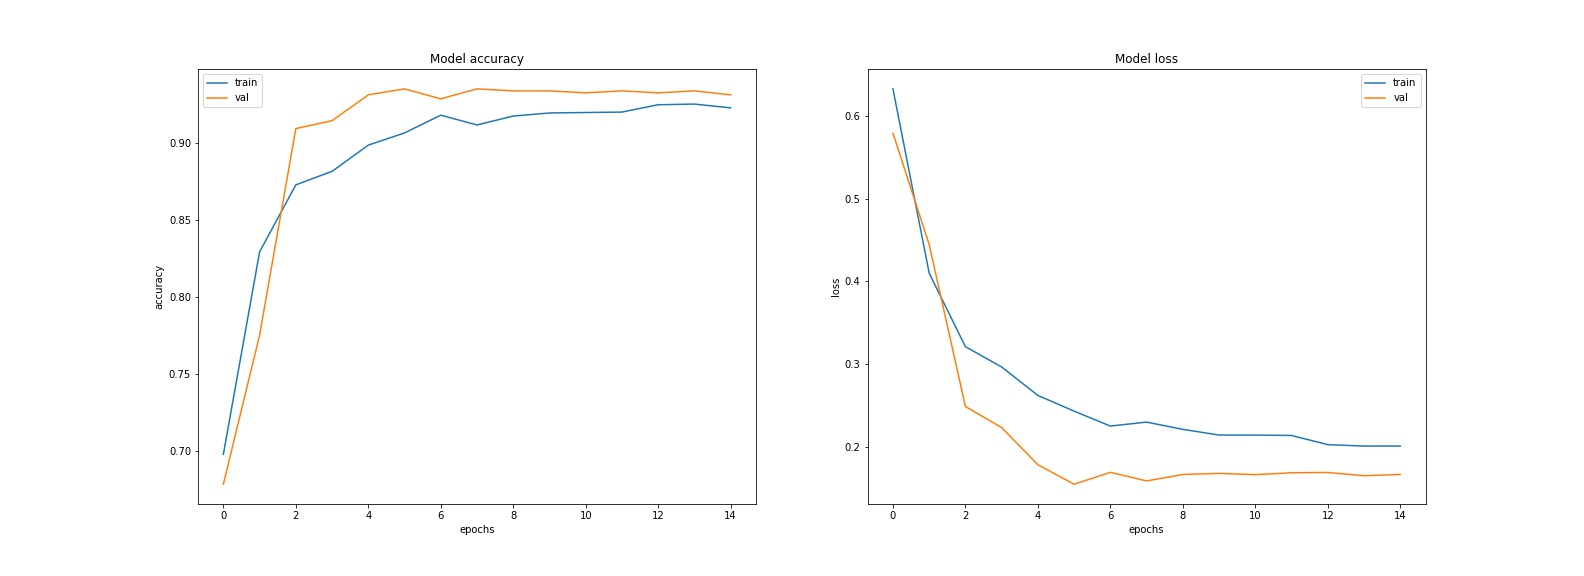 Model accuracy
train
val
0.90
0.85
0.80
0.75
0.70
accuracy
0 2 4 6 8 10 12 14
epochs
Model loss
train
val
0.6
0.5
0.4
0.3
0.2
loss
0 2 4 6 8 10 12 14
epochs